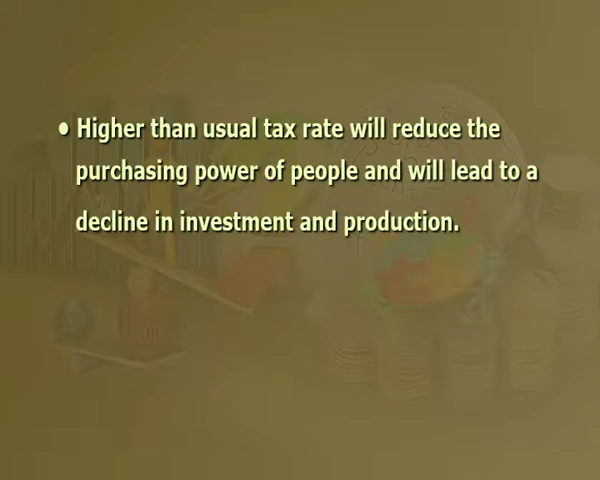 • Higher than usual tax rate will reduce the
purchasing power of people and will lead to a
decline in investment and production.